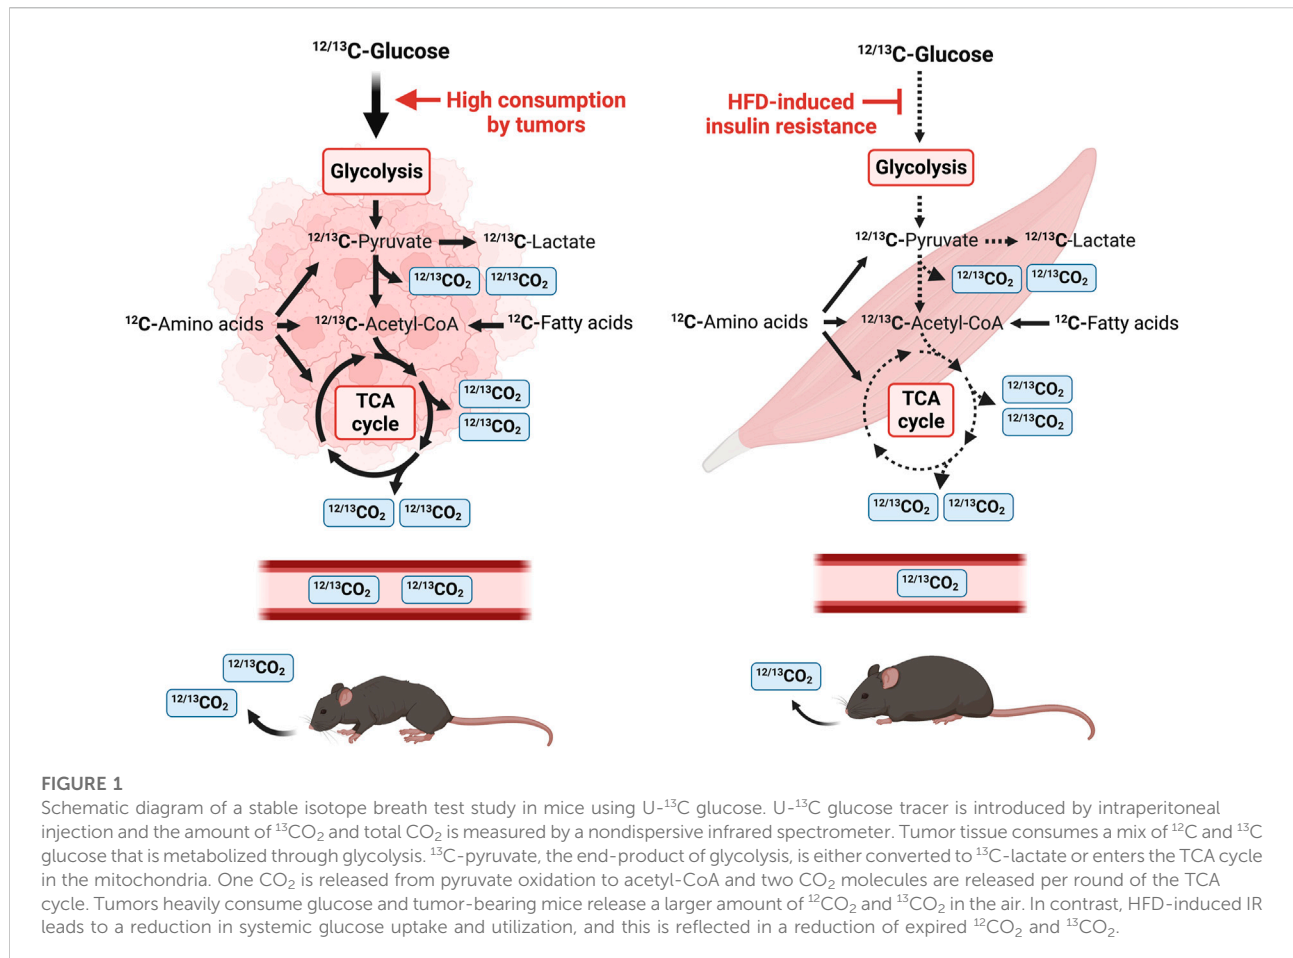 12/13C-Glucose
High consumption
by tumors
Glycolysis
12/13C-Pyruvate
12/13C-Lactate
12/13CO2
12/13CO2
12C-Amino acids
12/13C-Acetyl-CoA
12C-Fatty acids
TCA
cycle
12/13CO2
12/13CO2
12/13CO2
12/13CO2
12/13CO2
12/13CO2
12/13CO2
12/13CO2
12/13C-Glucose
HFD-induced
insulin resistance
Glycolysis
12/13C-Pyruvate
12/13C-Lactate
12/13CO2
12/13CO2
12C-Amino acids
12/13C-Acetyl-CoA
12C-Fatty acids
TCA
cycle
12/13CO2
12/13CO2
12/13CO2
12/13CO2
12/13CO2
12/13CO2
FIGURE 1
Schematic diagram of a stable isotope breath test study in mice using U-13C glucose. U-13C glucose tracer is introduced by intraperitoneal
injection and the amount of 13CO2 and total CO2 is measured by a nondispersive infrared spectrometer. Tumor tissue consumes a mix of 12C and 13C
glucose that is metabolized through glycolysis. 13C-pyruvate, the end-product of glycolysis, is either converted to 13C-lactate or enters the TCA cycle
in the mitochondria. One CO2 is released from pyruvate oxidation to acetyl-CoA and two CO2 molecules are released per round of the TCA
cycle. Tumors heavily consume glucose and tumor-bearing mice release a larger amount of 12CO2 and 13CO2 in the air. In contrast, HFD-induced IR
leads to a reduction in systemic glucose uptake and utilization, and this is reflected in a reduction of expired 12CO2 and 13CO2.